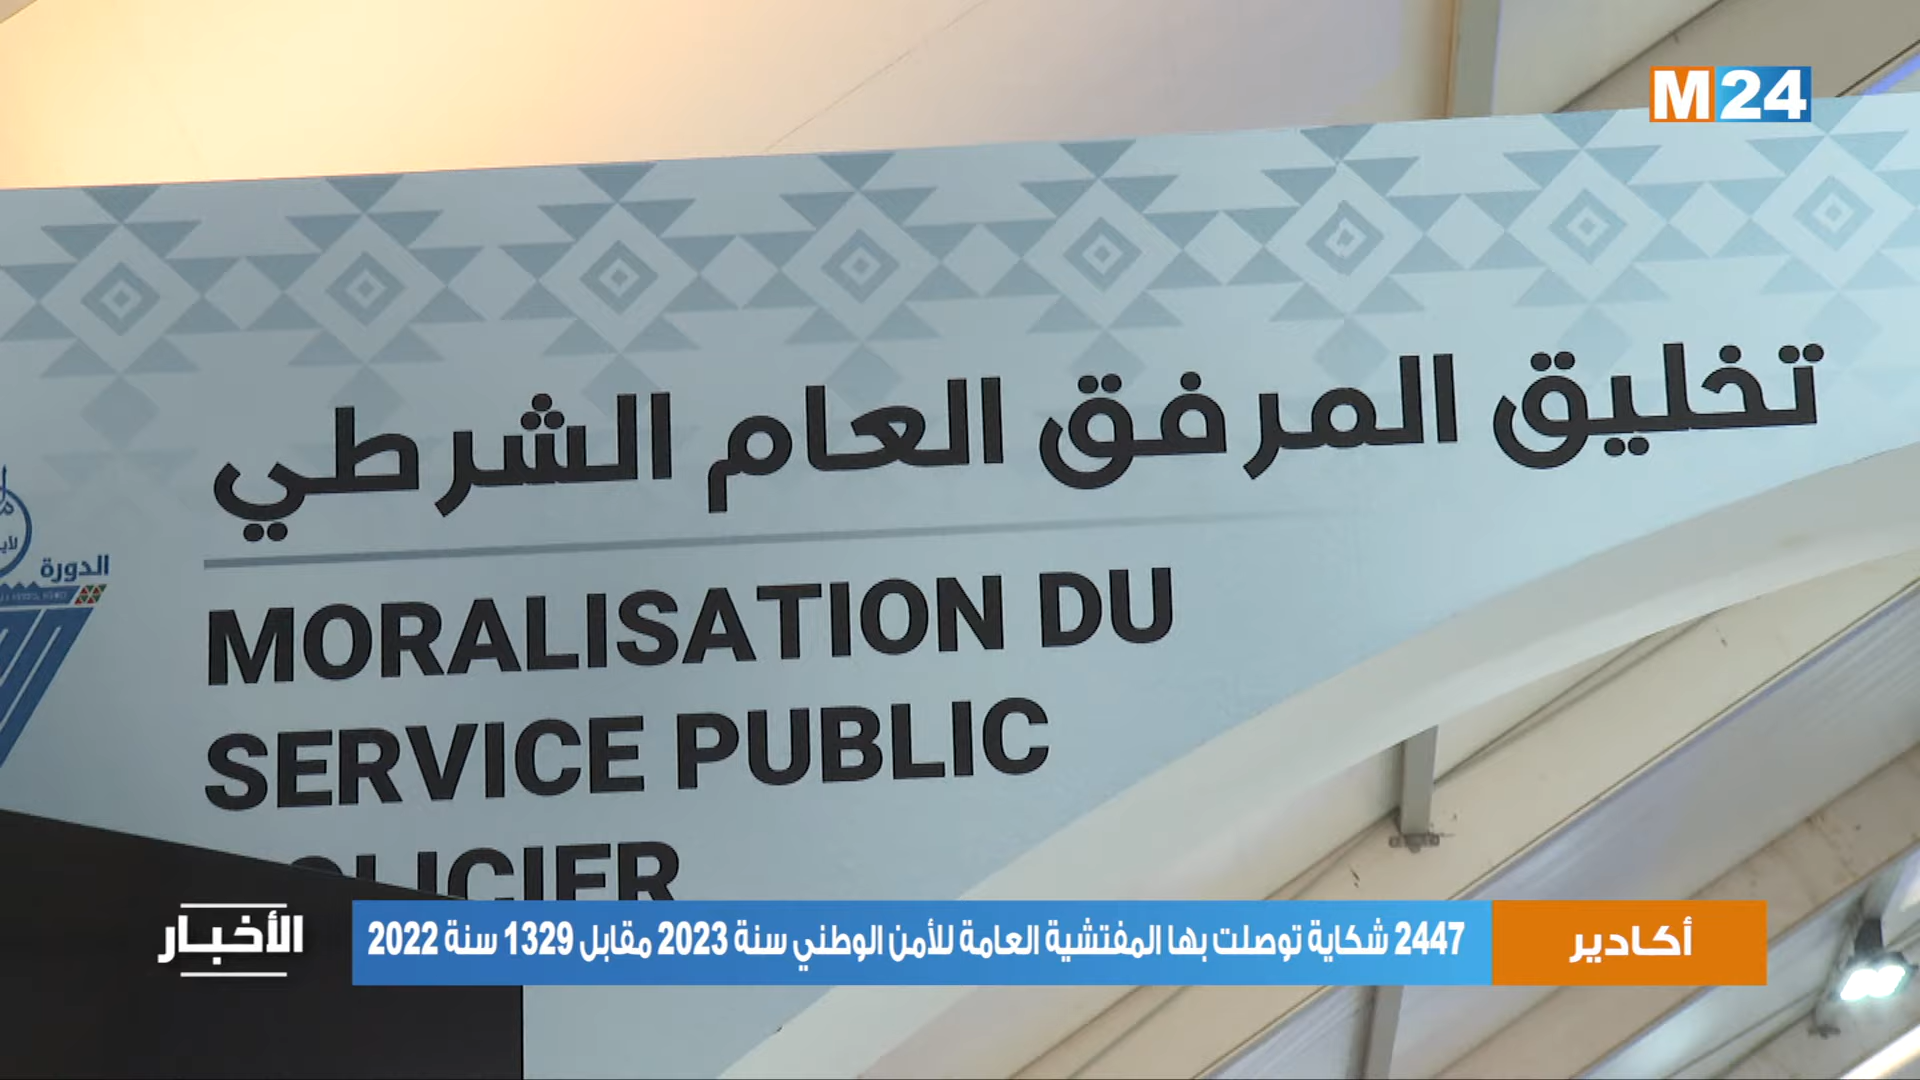 M24
تخليق المرفق العام الشرطي
MORALISATION DU
SERVICE PUBLIC
الدورة
أكادير
2447 شكاية توصلت بها المفتشية العامة للأمن الوطني سنة 2023 مقابل 1329 سنة 2022
الأخبار